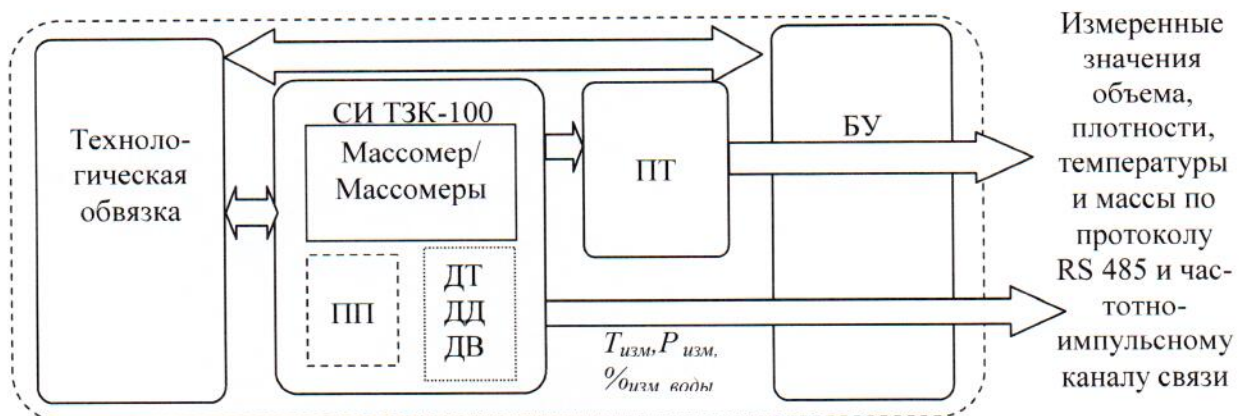 Техноло-
гическая
обвязка
СИ ТЗК-100
Массомер/
Массомеры
ПП
ДТ
ДД
ДВ
ПТ
БУ
Tизм,P изм,
%изм воды
Измеренные
значения
объема,
плотности,
температуры
и массы по
протоколу
RS 485 и час-
тотно-
импульсному
каналу связи